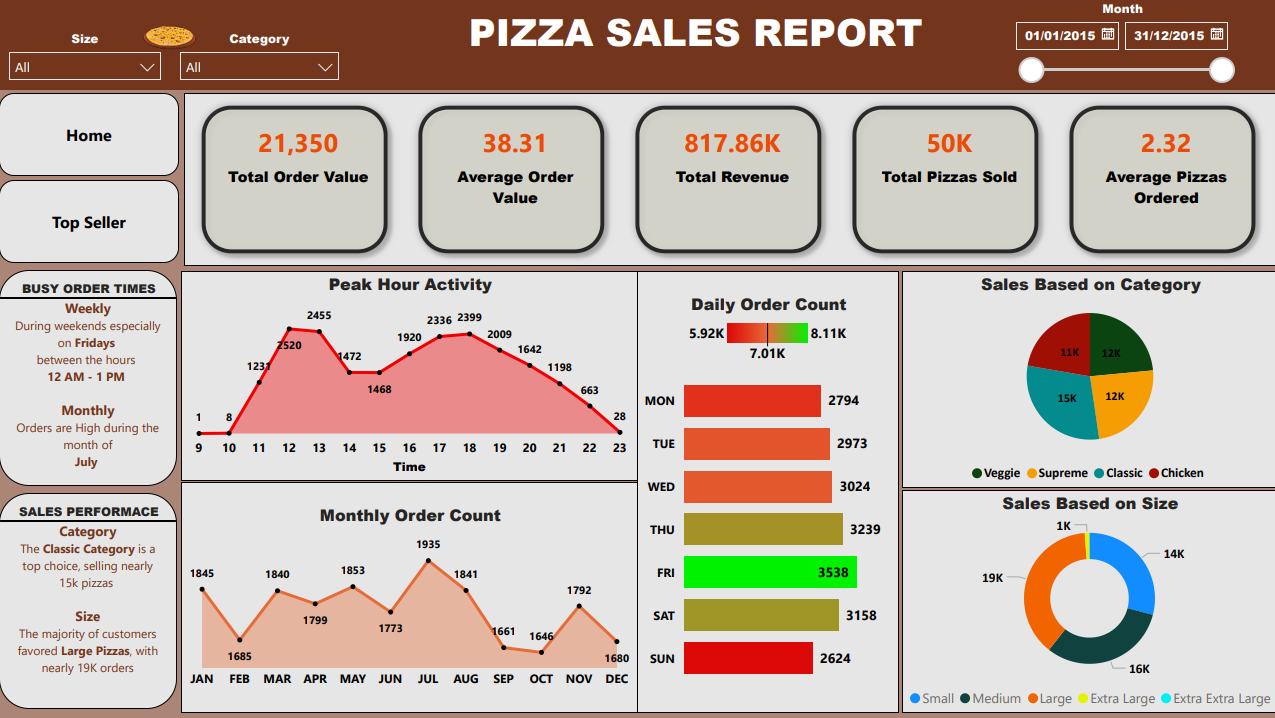 PIZZA SALES REPORT
Size
Category
All
All
Month
01/01/2015
31/12/2015
Home
Top Seller
21,350
Total Order Value
38.31
Average Order
Value
817.86K
Total Revenue
50K
Total Pizzas Sold
2.32
Average Pizzas
Ordered
BUSY ORDER TIMES
Weekly
During weekends especially
on Fridays
between the hours
12 AM - 1 PM
Monthly
Orders are High during the
month of
July
SALES PERFORMACE
Category
The Classic Category is a
top choice, selling nearly
15k pizzas
Size
The majority of customers
favored Large Pizzas, with
nearly 19K orders
Peak Hour Activity
1 8 1231 2520 2455 1472 1468 1920 2336 2399 2009 1642 1198 663 28
9 10 11 12 13 14 15 16 17 18 19 20 21 22 23
Time
Monthly Order Count
1845 1685 1840 1799 1853 1773 1935 1841 1661 1646 1792 1680
JAN FEB MAR APR MAY JUN JUL AUG SEP OCT NOV DEC
Daily Order Count
5.92K 8.11K
7.01K
MON 2794
TUE 2973
WED 3024
THU 3239
FRI 3538
SAT 3158
SUN 2624
Sales Based on Category
11K 12K
15K 12K
Veggie Supreme Classic Chicken
Sales Based on Size
1K
14K
19K
16K
Small Medium Large Extra Large Extra Extra Large